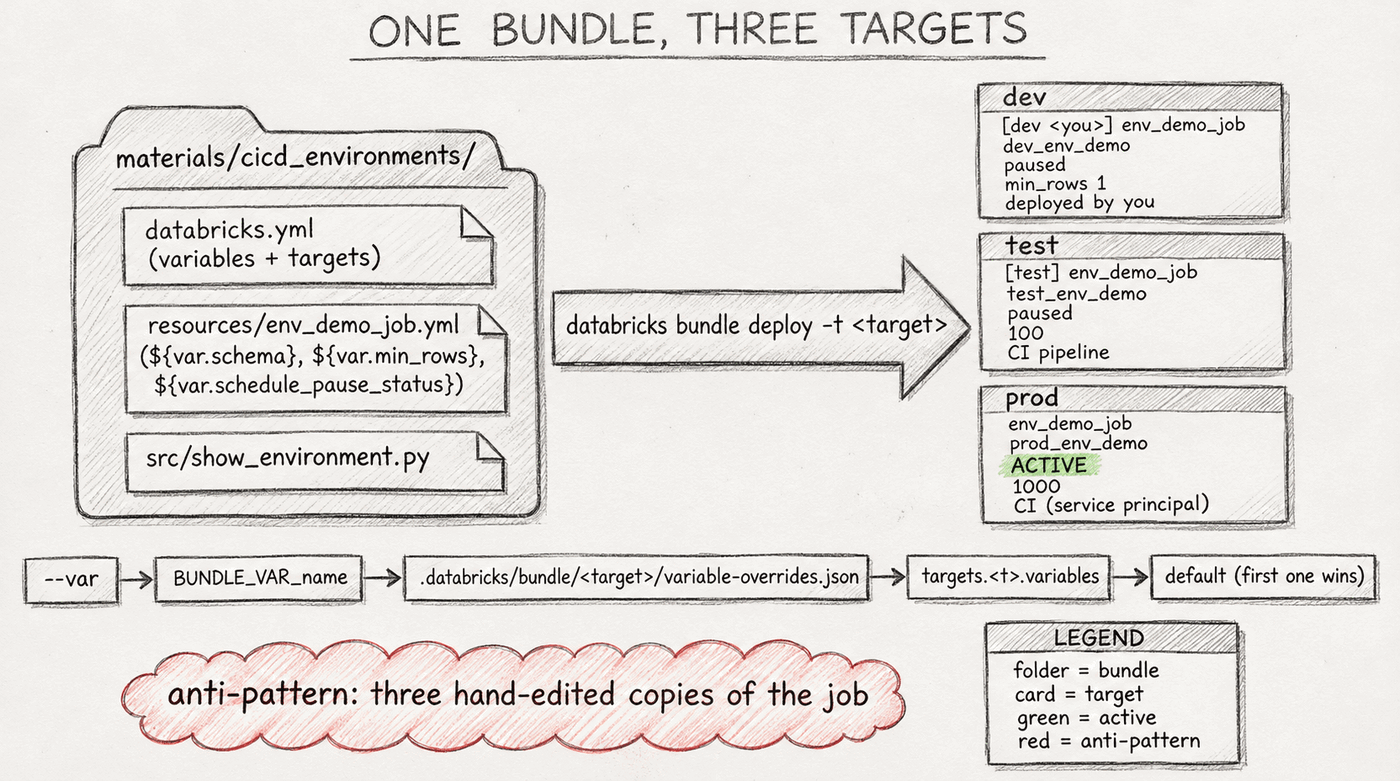 ONE BUNDLE, THREE TARGETS
materials/cicd_environments/
databricks.yml
(variables + targets)
resources/env_demo_job.yml
(${var.schema}, ${var.min_rows},
${var.schedule_pause_status})
src/show_environment.py
databricks bundle deploy -t <target>
dev
[dev <you>] env_demo_job
dev_env_demo
paused
min_rows 1
deployed by you
test
[test] env_demo_job
test_env_demo
paused
100
CI pipeline
prod
env_demo_job
prod_env_demo
ACTIVE
1000
CI (service principal)
--var
BUNDLE_VAR_name
.databricks/bundle/<target>/variable-overrides.json
targets.<t>.variables
default (first one wins)
anti-pattern: three hand-edited copies of the job
LEGEND
folder = bundle
card = target
green = active
red = anti-pattern